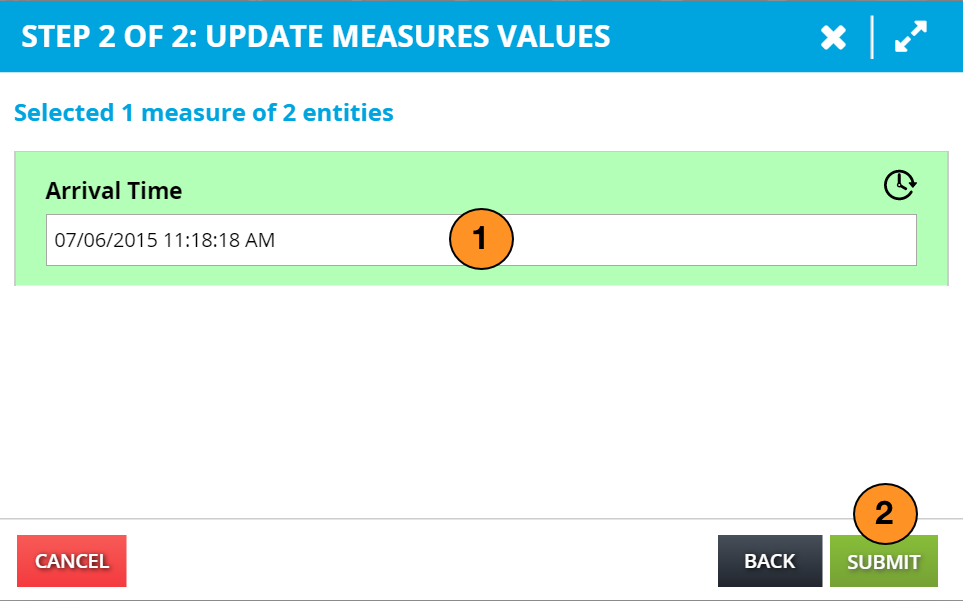 STEP 2 OF 2: UPDATE MEASURES VALUES
Selected 1 measure of 2 entities
Arrival Time
07/06/2015 11:18:18 AM
1
2
CANCEL
BACK
SUBMIT